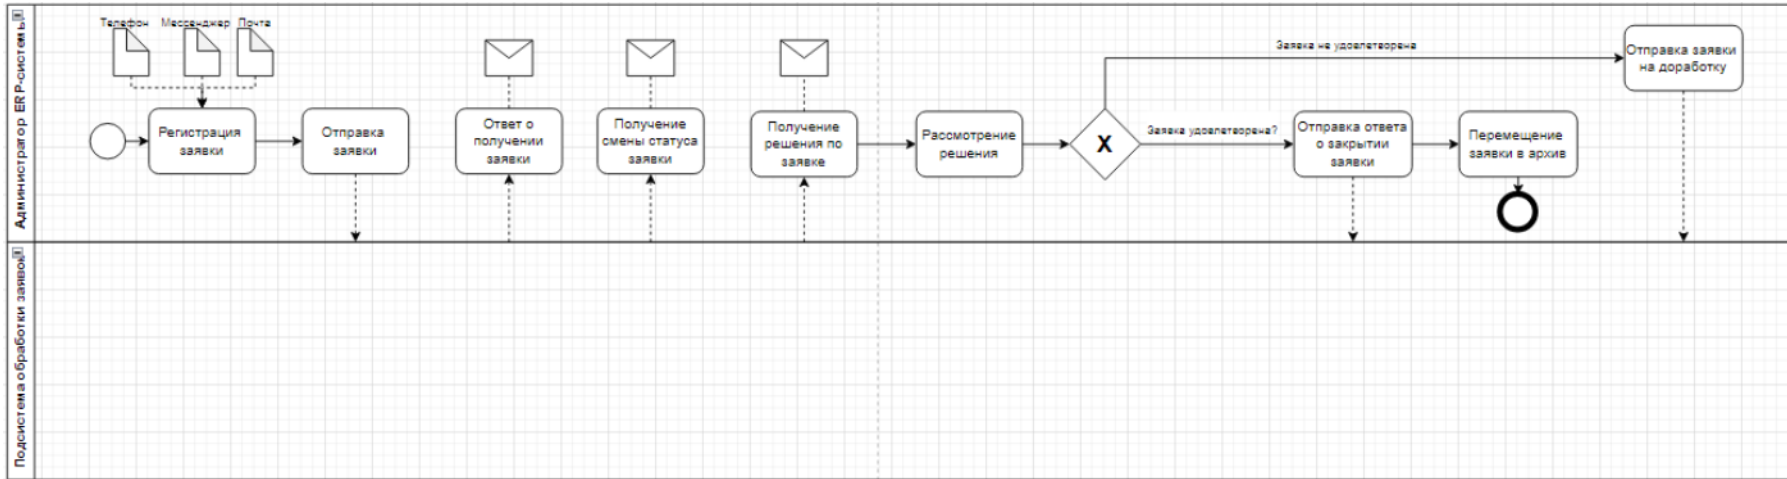 Администратор ERP-системы
Телефон
Мессенджер
Почта
Регистрация
заявки
Отправка
заявки
Ответ о
получении
заявки
Получение
смены статуса
заявки
Получение
решения по
заявке
Рассмотрение
решения
X
Заявка не удовлетворена
Заявка удовлетворена?
Отправка ответа
о закрытии
заявки
Перемещение
заявки в архив
Отправка заявки
на доработку
Подсистема обработки заявок